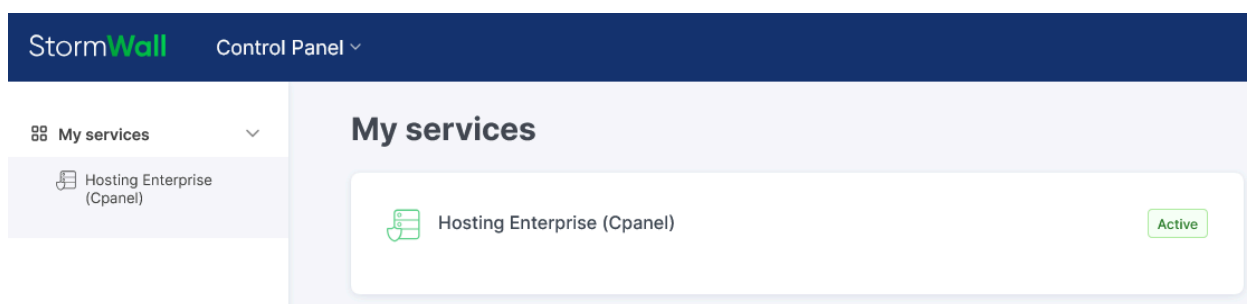 StormWall
Control Panel
My services
Hosting Enterprise
(Cpanel)
My services
Hosting Enterprise (Cpanel)
Active